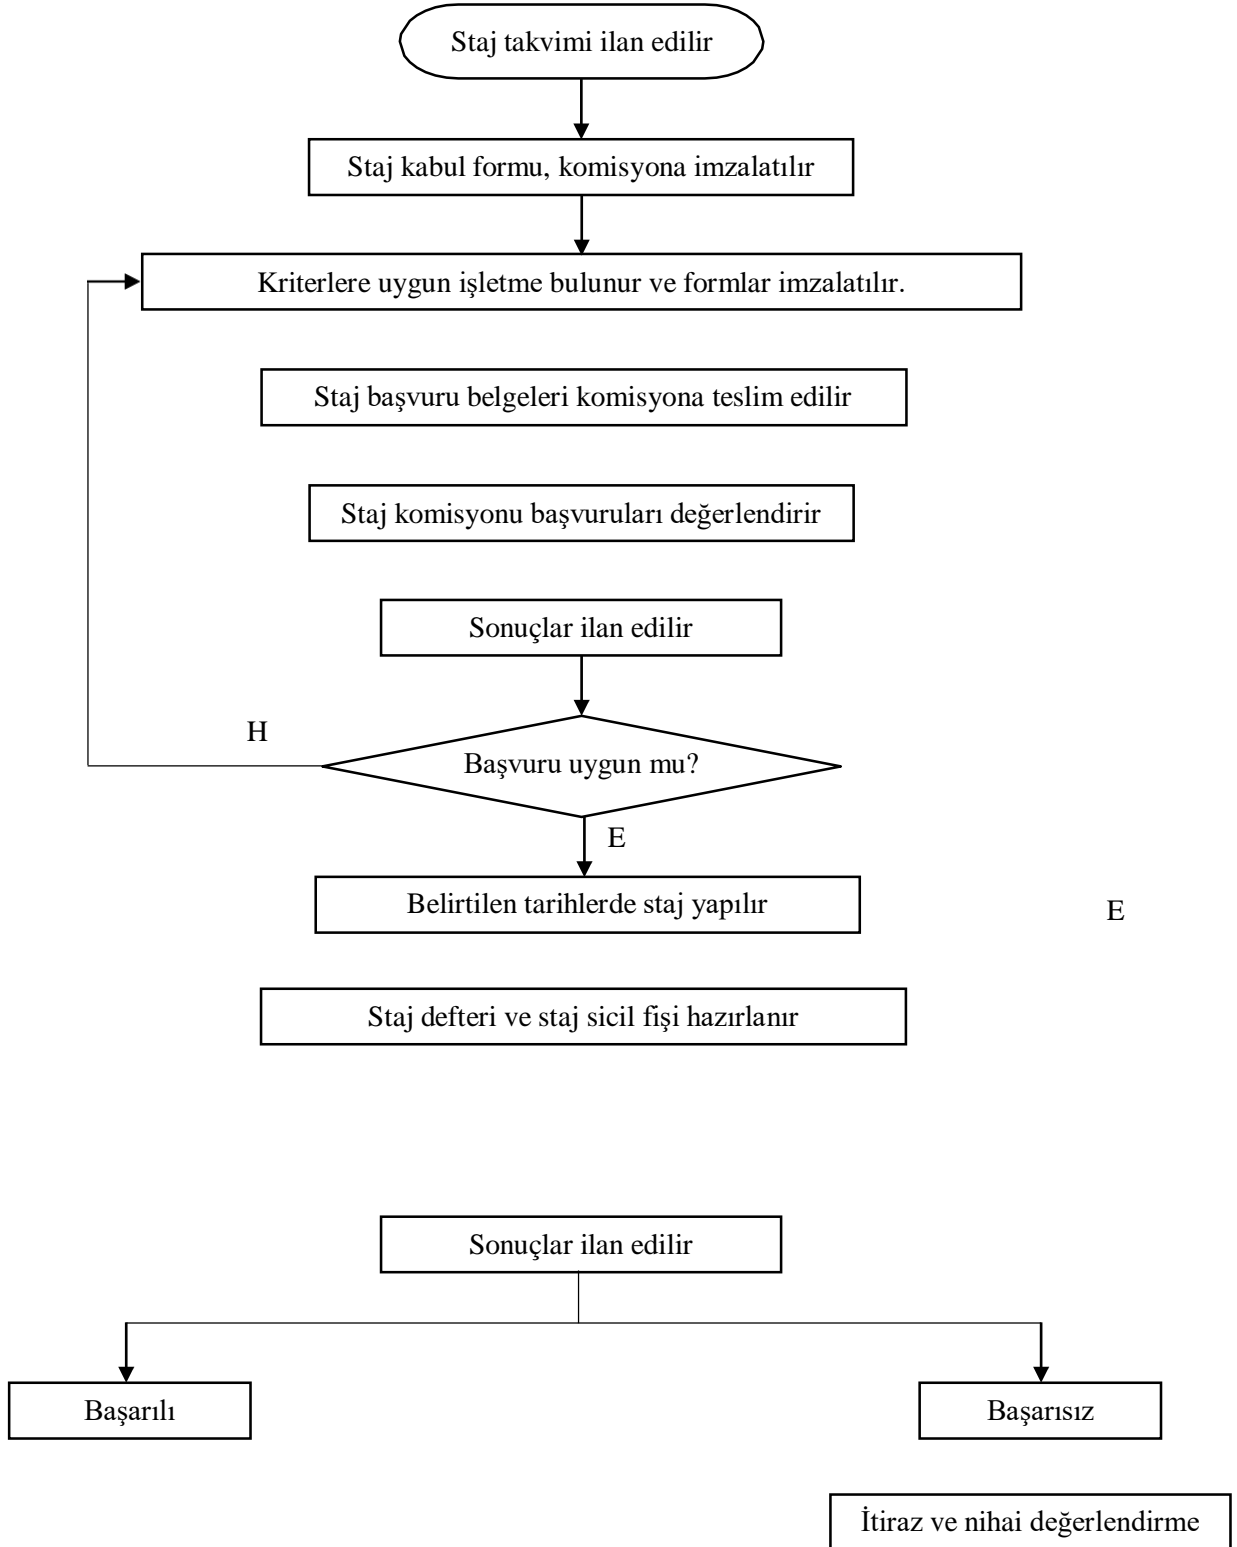 Staj takvimi ilan edilir
Staj kabul formu, komisyona imzalatılır
Kriterlere uygun işletme bulunur ve formlar imzalatılır.
Staj başvuru belgeleri komisyona teslim edilir
Staj komisyonu başvuruları değerlendirir
Sonuçlar ilan edilir
H
Başvuru uygun mu?
E
Belirtilen tarihlerde staj yapılır
E
Staj defteri ve staj sicil fişi hazırlanır
Sonuçlar ilan edilir
Başarılı
Başarısız
İtiraz ve nihai değerlendirme